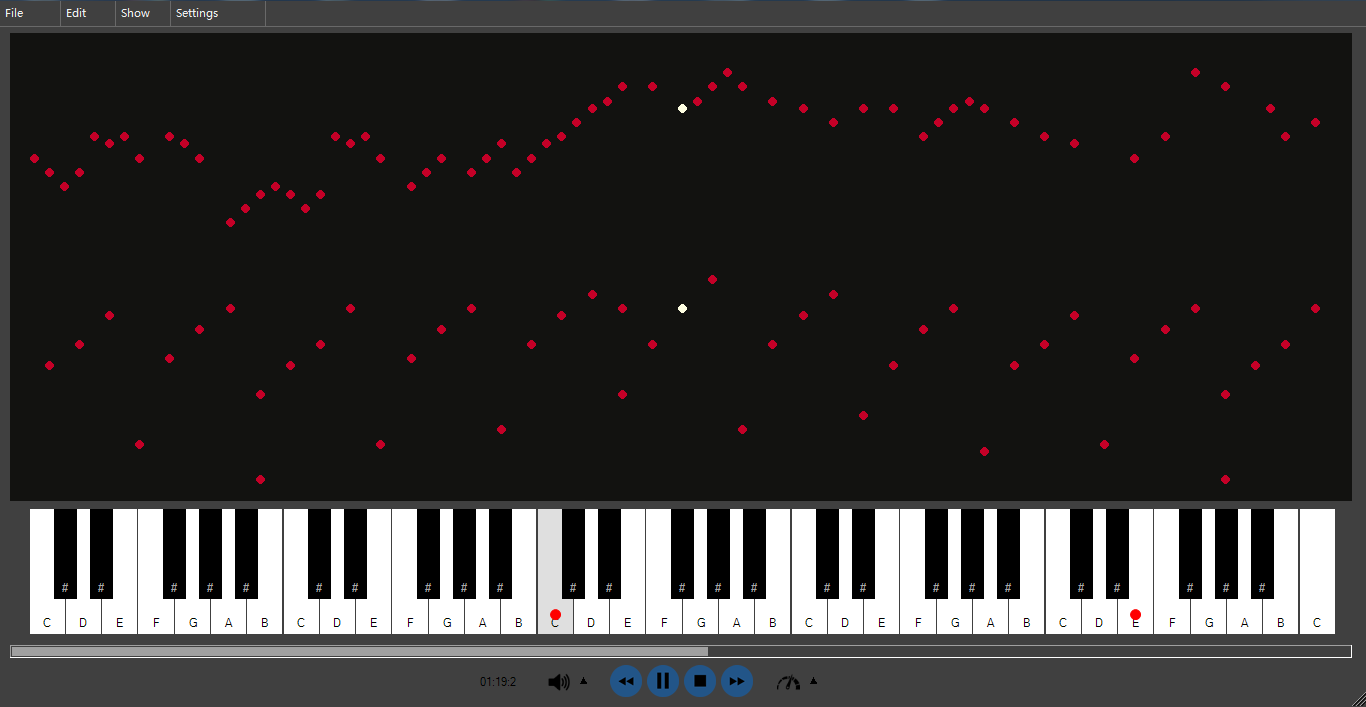 File Edit Show Settings
# # # # # # # # # # # # # # # # # # # # # # # # #
C D E F G A B C D E F G A B C D E F G A B C D E F G A B C D E F G A B C
01:19:2